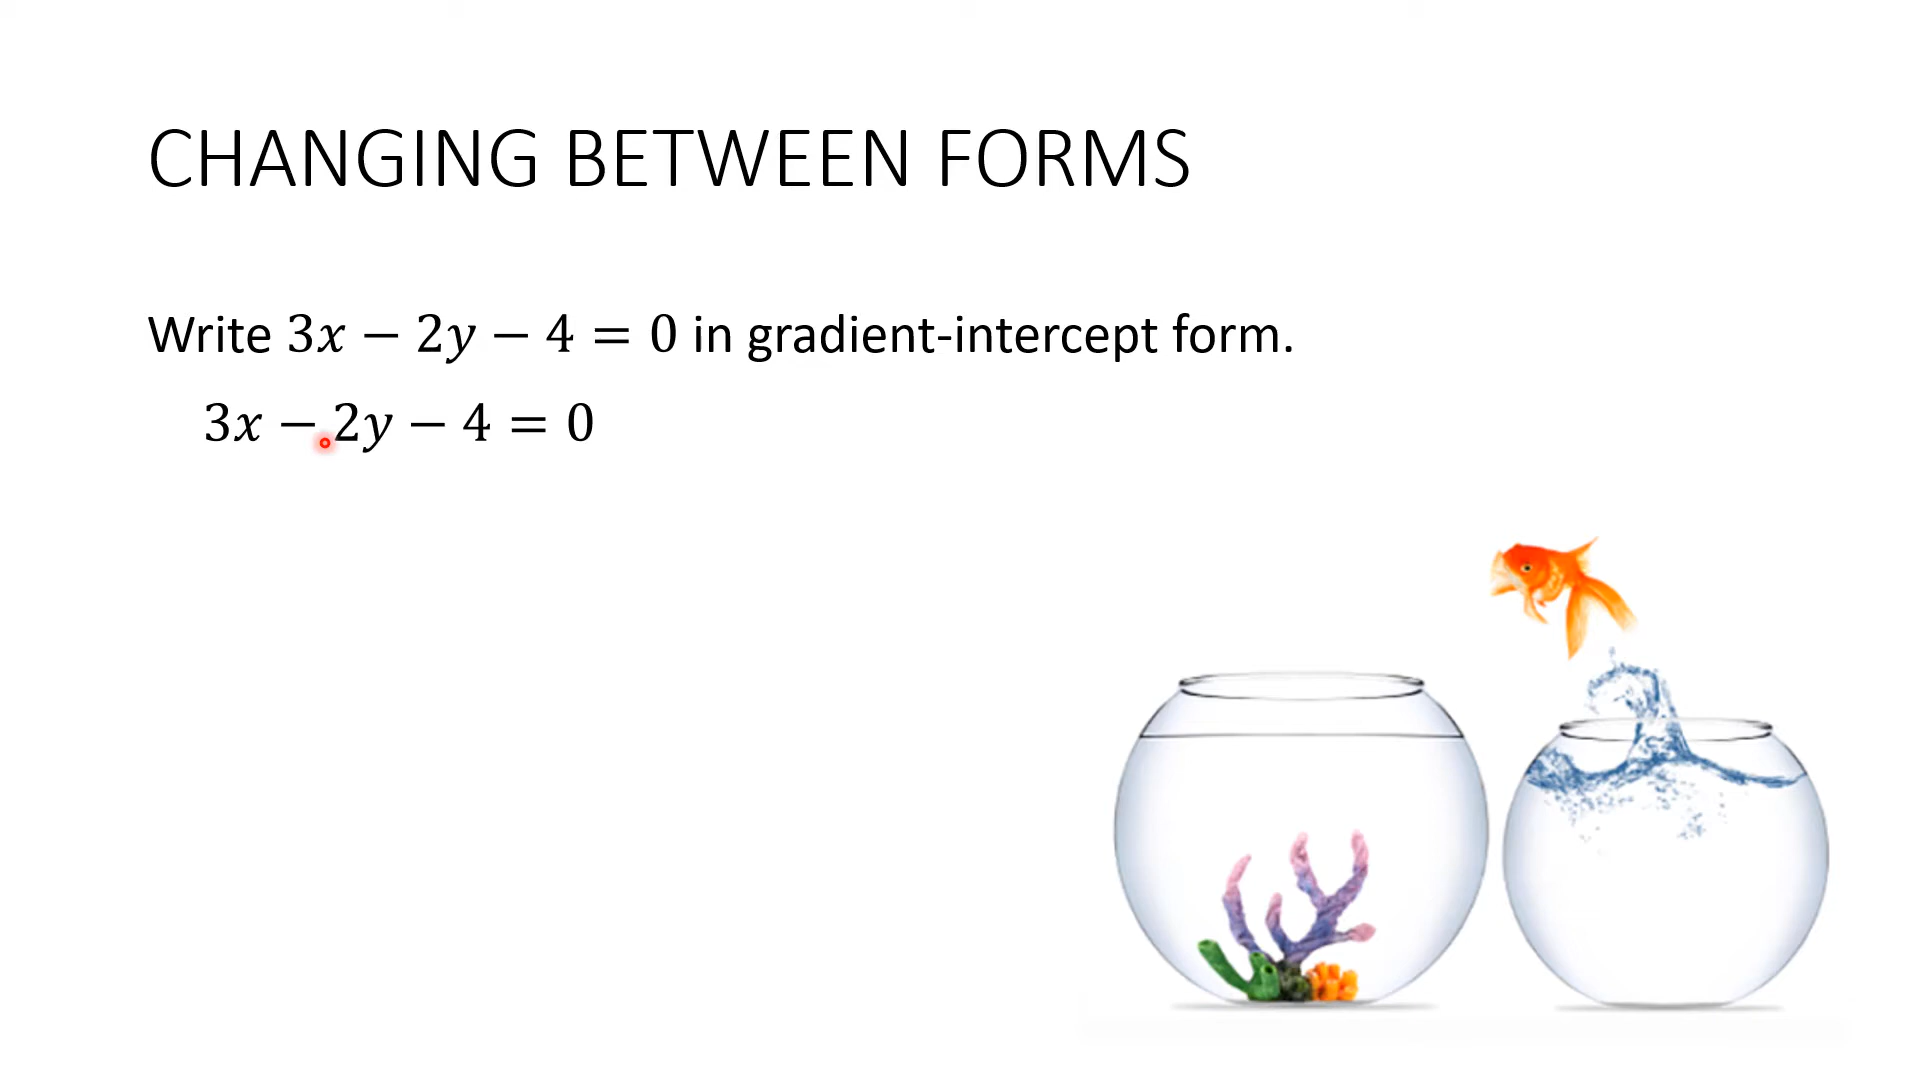 CHANGING BETWEEN FORMS
Write 3x − 2y − 4 = 0 in gradient-intercept form.
3x − 2y − 4 = 0